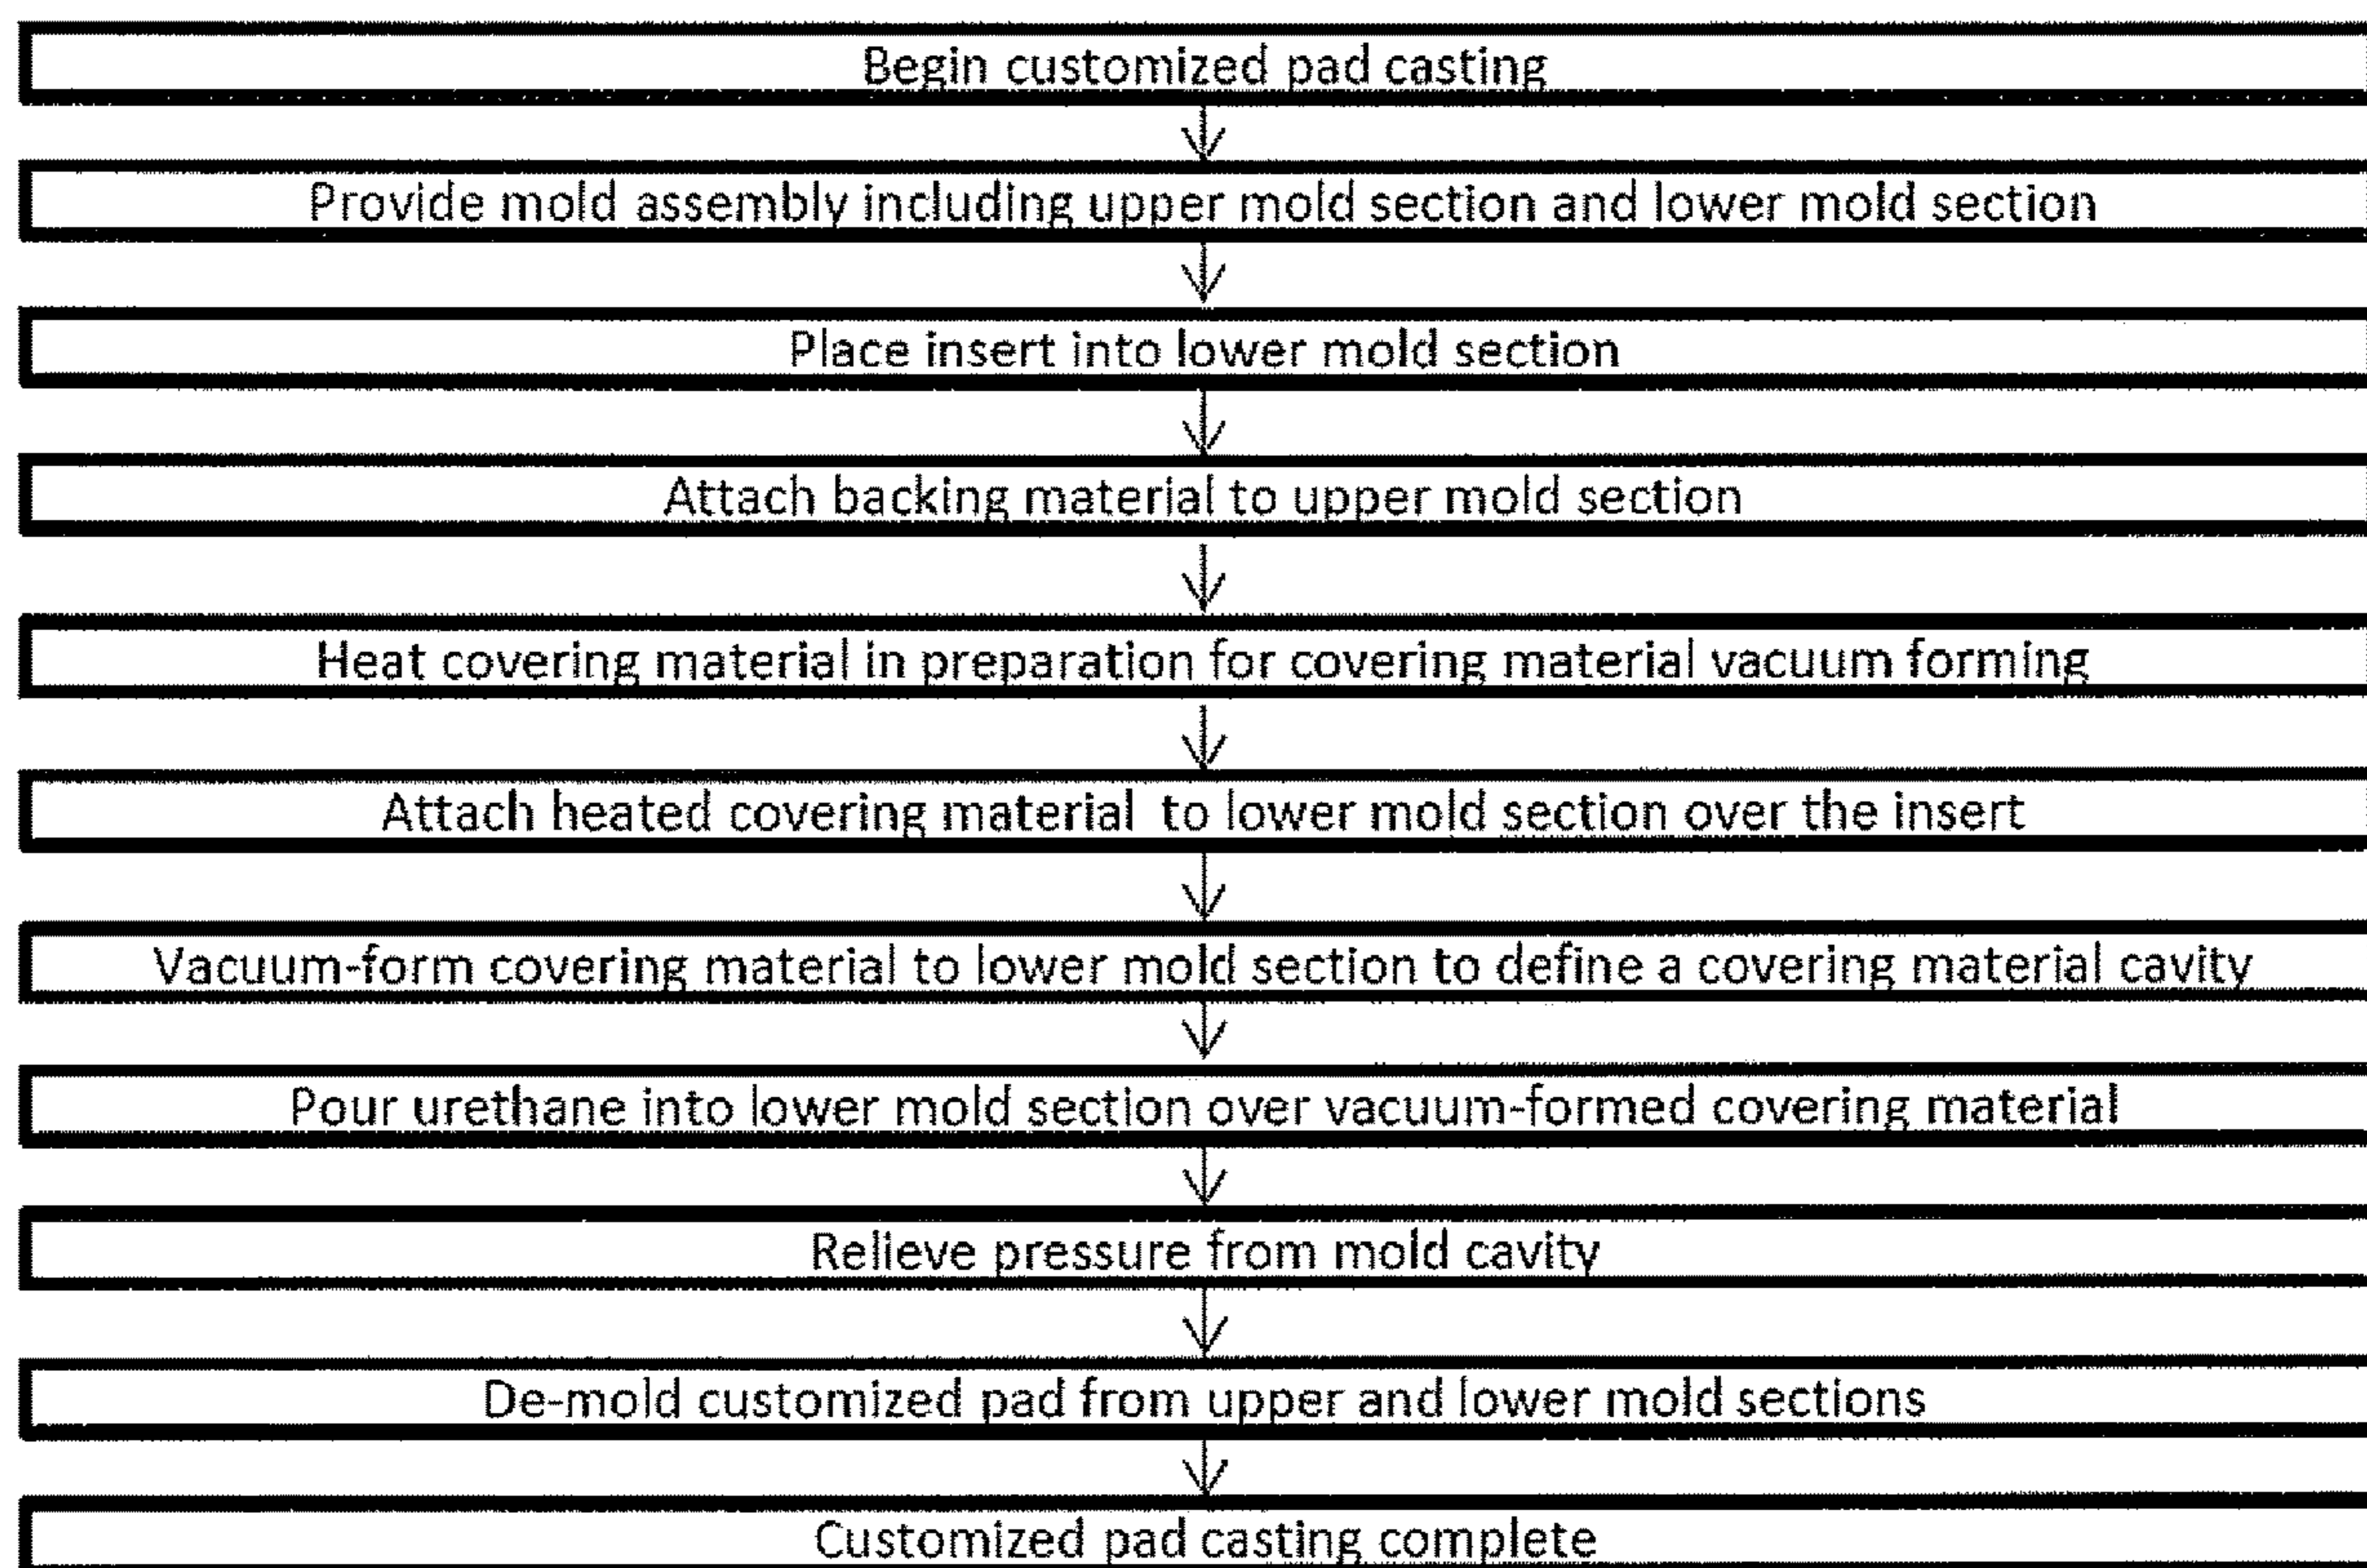 Begin customized pad casting
Provide mold assembly including upper mold section and lower mold section
Place insert into lower mold section
Attach backing material to upper mold section
Heat covering material in preparation for covering material vacuum forming
Attach heated covering material to lower mold section over the insert
Vacuum-form covering material to lower mold section to define a covering material cavity
Pour urethane into lower mold section over vacuum-formed covering material
Relieve pressure from mold cavity
De-mold customized pad from upper and lower mold sections
Customized pad casting complete